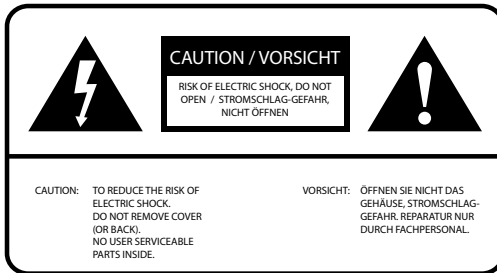 CAUTION / VORSICHT
RISK OF ELECTRIC SHOCK, DO NOT
OPEN / STROMSCHLAG-GEFAHR,
NICHT ÖFFNEN
CAUTION: TO REDUCE THE RISK OF
ELECTRIC SHOCK.
DO NOT REMOVE COVER
(OR BACK).
NO USER SERVICEABLE
PARTS INSIDE.
VORSICHT: ÖFFNEN SIE NICHT DAS
GEHÄUSE, STROMSCHLAG-
GEFAHR. REPARATUR NUR
DURCH FACHPERSONAL.